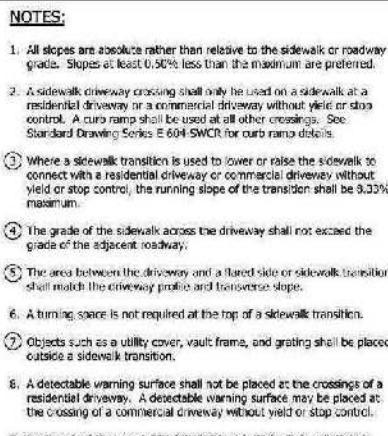 NOTES:
1. All slopes are absolute rather than relative to the sidewalk or roadway
grade. Slopes at least 0.50% less than the maximum are preferred.
2. A sidewalk driveway crossing shall only be used on a sidewalk at a
residential driveway or a commercial driveway without yield or stop
control. A curb ramp shall be used at all other crossings. See
Standard Drawing Series E 604-SWCR for curb ramp details.
3 Where a sidewalk transition is used to lower or raise the sidewalk to
connect with a residential driveway or commercial driveway without
yield or stop control, the running slope of the transition shall be 8.33%
maximum.
4 The grade of the sidewalk across the driveway shall not exceed the
grade of the adjacent roadway.
5 The area between the driveway and a flared side or sidewalk transition
shall match the driveway profile and transverse slope.
6. A turning space is not required at the top of a sidewalk transition.
7 Objects such as a utility cover, vault frame, and grating shall be placed
outside a sidewalk transition.
8. A detectable warning surface shall not be placed at the crossings of a
residential driveway. A detectable warning surface may be placed at
the crossing of a commercial driveway without yield or stop control.